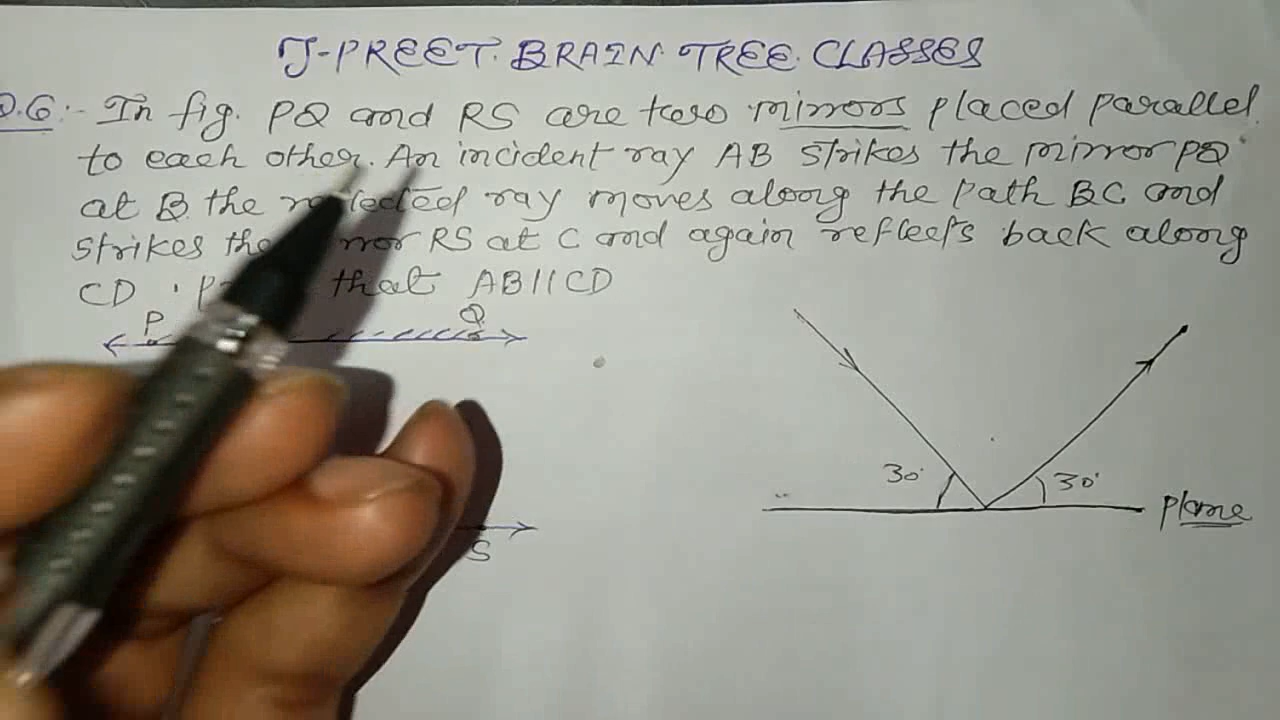 J-PREET. BRAIN TREE CLASSES
Q.6:- In fig. PQ and RS are two mirrors placed parallel
to each other. An incident ray AB strikes the mirror PQ
at B the reflected ray moves along the path BC and
strikes the RS at C and again reflects back along
CD. that AB||CD
P Q
30° 30° plane
S